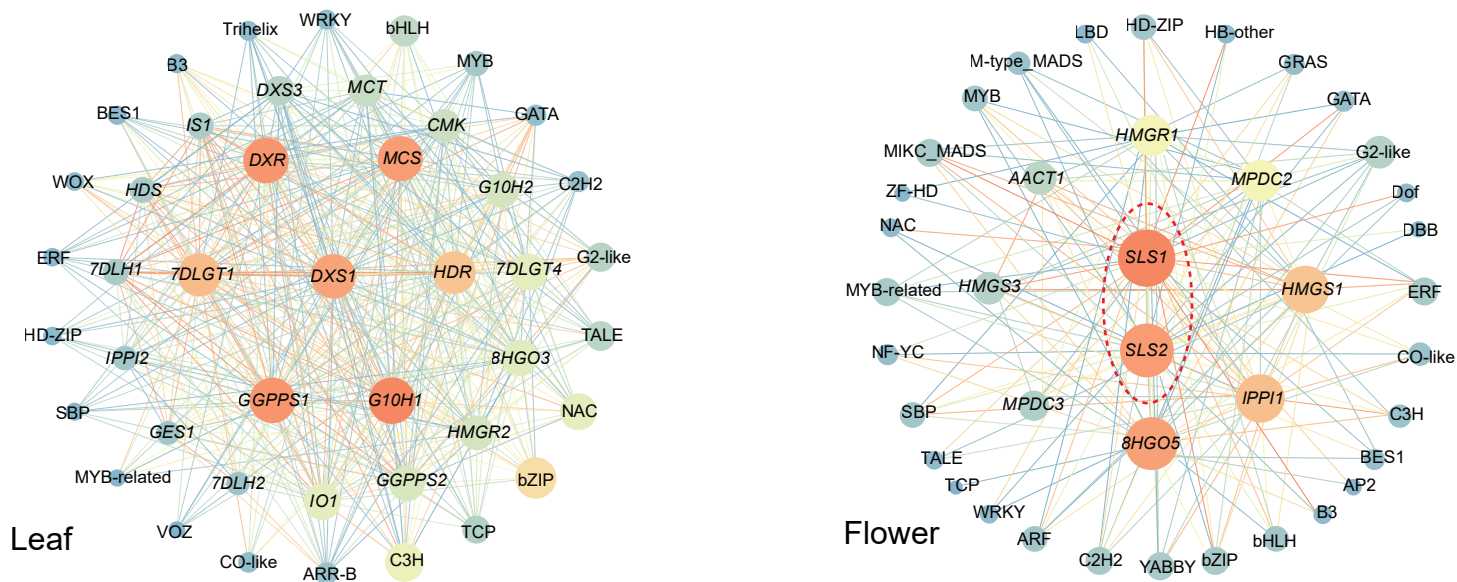 WRKY
Trihelix
bHLH
B3
MYB
DXS3
MCT
BES1
GATA
IS1
CMK
DXR
MCS
WOX
HDS
G10H2
C2H2
ERF
7DLH1
7DLGT1
DXS1
HDR
7DLGT4
G2-like
HD-ZIP
IPPI2
8HGO3
TALE
SBP
GGPPS1
G10H1
NAC
GES1
HMGR2
MYB-related
7DLH2
GGPPS2
bZIP
IO1
VOZ
TCP
Leaf
CO-like
ARR-B
C3H
HD-ZIP
LBD
HB-other
M-type_MADS
GRAS
MYB
GATA
HMGR1
MIKC_MADS
G2-like
AACT1
MPDC2
ZF-HD
Dof
NAC
DBB
SLS1
MYB-related
HMGS3
HMGS1
ERF
NF-YC
SLS2
CO-like
SBP
MPDC3
IPPI1
C3H
8HGO5
TALE
BES1
TCP
AP2
WRKY
B3
Flower
ARF
bHLH
C2H2
YABBY
bZIP